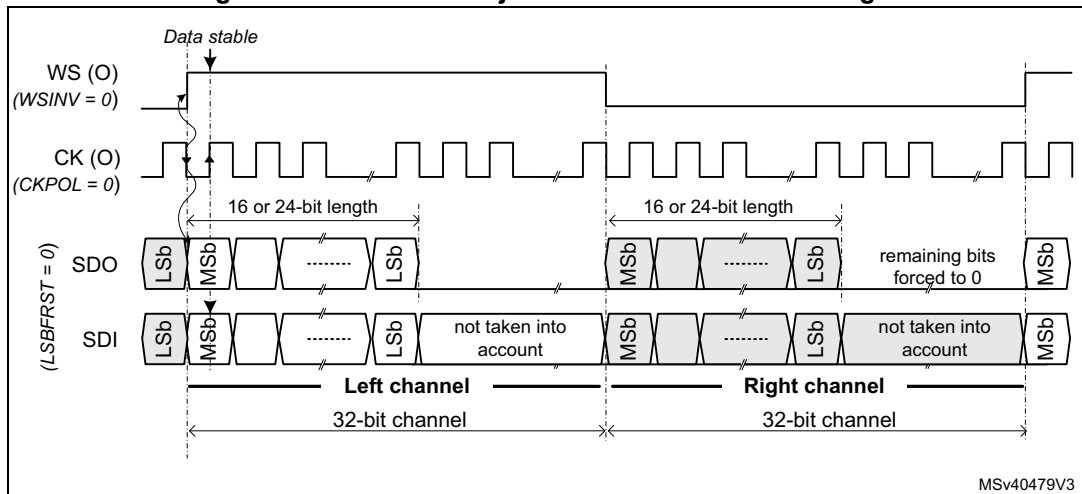 Data stable
WS (O)
(WSINV = 0)
CK (O)
(CKPOL = 0)
16 or 24-bit length 16 or 24-bit length
(LSBFRST = 0)
SDO LSb MSb -------- LSb MSb -------- LSb remaining bits forced to 0 MSb
SDI LSb MSb -------- LSb not taken into account MSb -------- LSb not taken into account MSb
Left channel Right channel
32-bit channel 32-bit channel
MSv40479V3